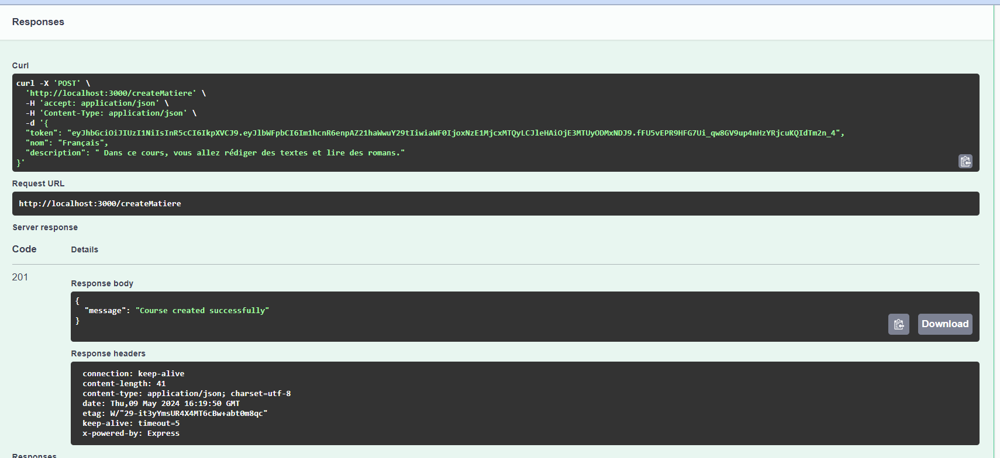 Responses
Curl
curl -X 'POST' \
'http://localhost:3000/createMatiere' \
-H 'accept: application/json' \
-H 'Content-Type: application/json' \
-d '{
"token": "eyJhbGciOiJIUzI1NiIsInR5cCI6IkpXVCJ9.eyJlbWFpbCI6Im1hcnR6enpAZ21haWwuY29tIiwiaWF0IjoxNzE1MjcxMTQyLCJleHAiOjE3MTUyODMxNDJ9.fFU5vEPR9HFG7Ui_qw8GV9up4nHzYRjcuKQIdTm2n_4",
"nom": "Français",
"description": " Dans ce cours, vous allez rédiger des textes et lire des romans."
}'
Request URL
http://localhost:3000/createMatiere
Server response
Code Details
201
Response body
{
"message": "Course created successfully"
}
Download
Response headers
connection: keep-alive
content-length: 41
content-type: application/json; charset=utf-8
date: Thu,09 May 2024 16:19:50 GMT
etag: W/"29-it3yYmsUR4X4MT6cBw+abt0m8qc"
keep-alive: timeout=5
x-powered-by: Express
Responses